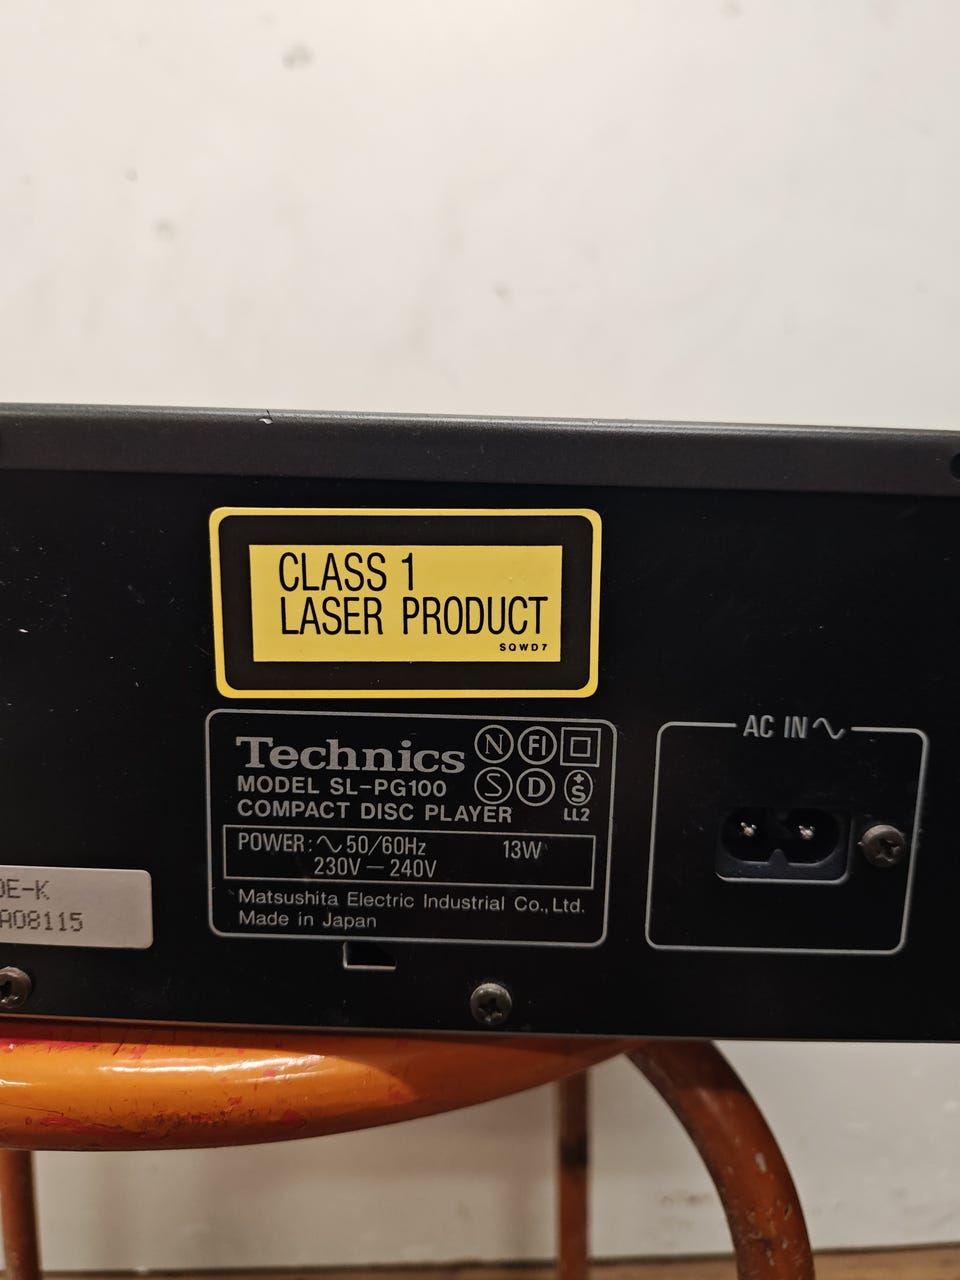 CLASS 1
LASER PRODUCT
SQWD7
Technics
N FI
MODEL SL-PG100
S D S
COMPACT DISC PLAYER
LL2
POWER: ∿ 50/60Hz 13W
230V — 240V
Matsushita Electric Industrial Co., Ltd.
Made in Japan
AC IN ∿
0E-K
A08115